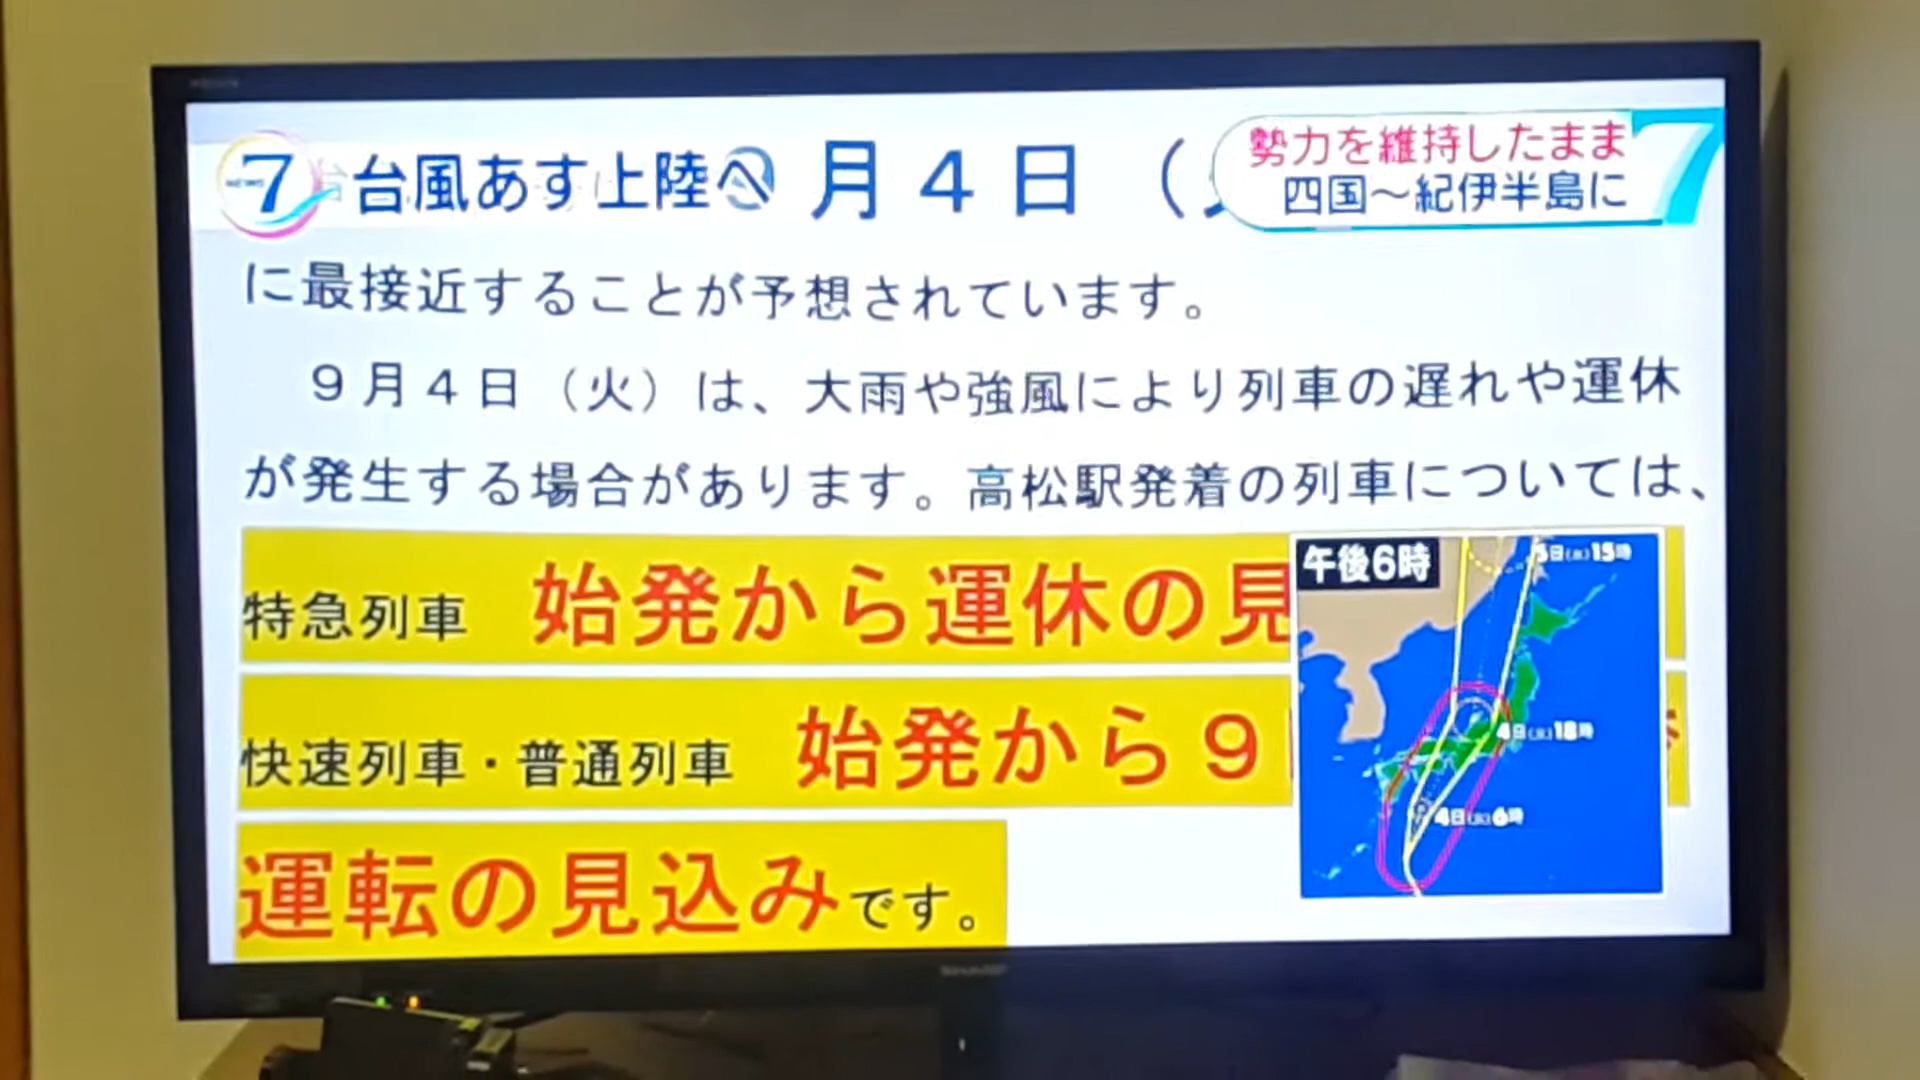 NEWS 7 台風あす上陸へ
月4日（
勢力を維持したまま
四国～紀伊半島に
7
に最接近することが予想されています。
9月4日（火）は、大雨や強風により列車の遅れや運休
が発生する場合があります。高松駅発着の列車については、
特急列車 始発から運休の見
快速列車・普通列車 始発から9
運転の見込みです。
午後6時
5日(水)15時
4日(火)18時
4日(火)6時